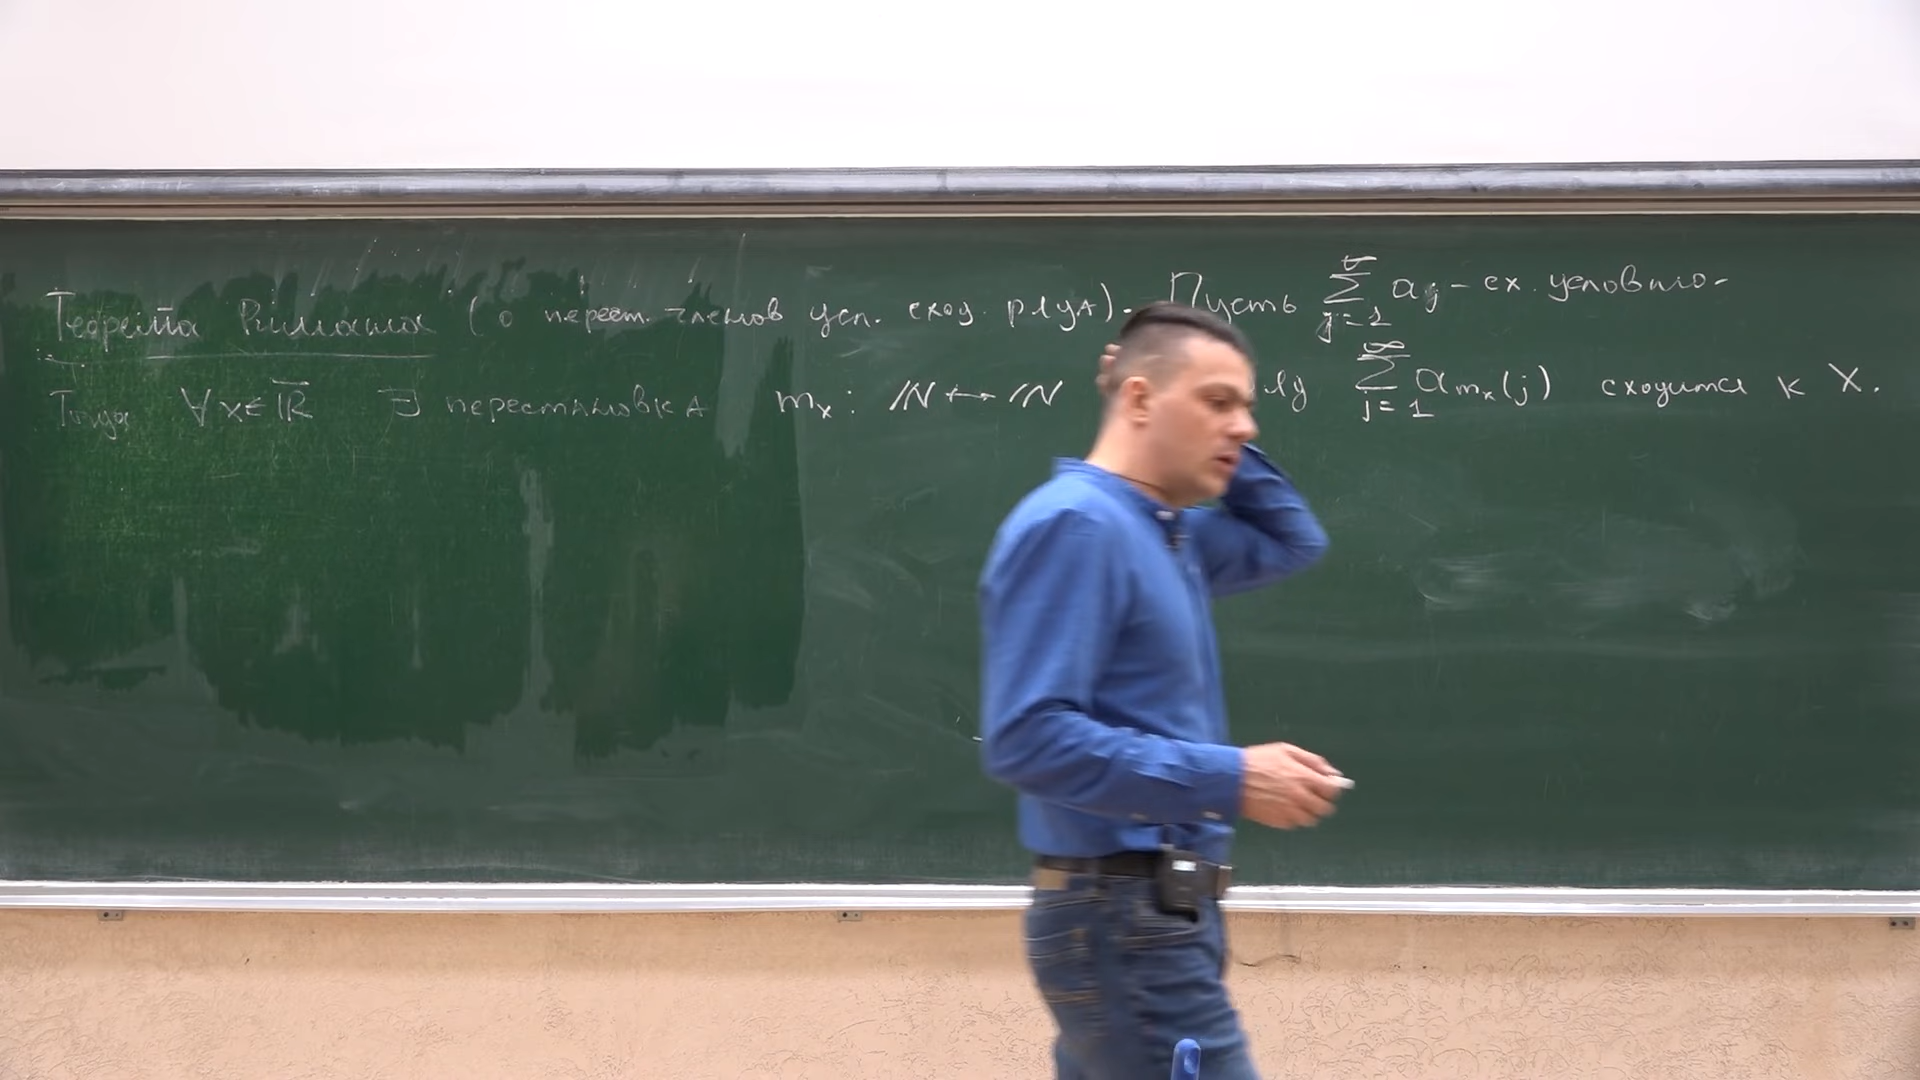 Теорема Римана (о перест. членов усл. сход. ряда). Пусть ∑_{j=1}^{∞} a_j – сх. условно.
Тогда ∀x∈ℝ̅ ∃ перестановка m_x: ℕ↔ℕ ∑_{j=1}^{∞} a_{m_x(j)} сходится к x.